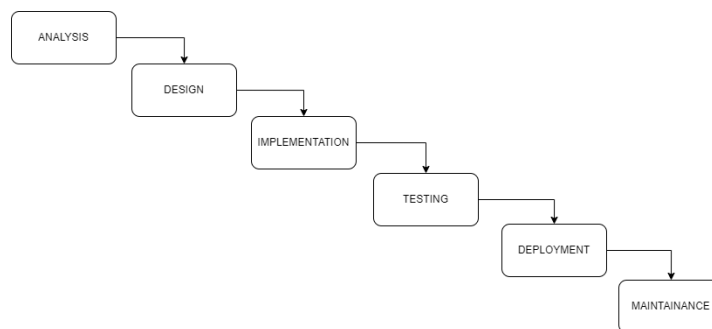 ANALYSIS
DESIGN
IMPLEMENTATION
TESTING
DEPLOYMENT
MAINTAINANCE